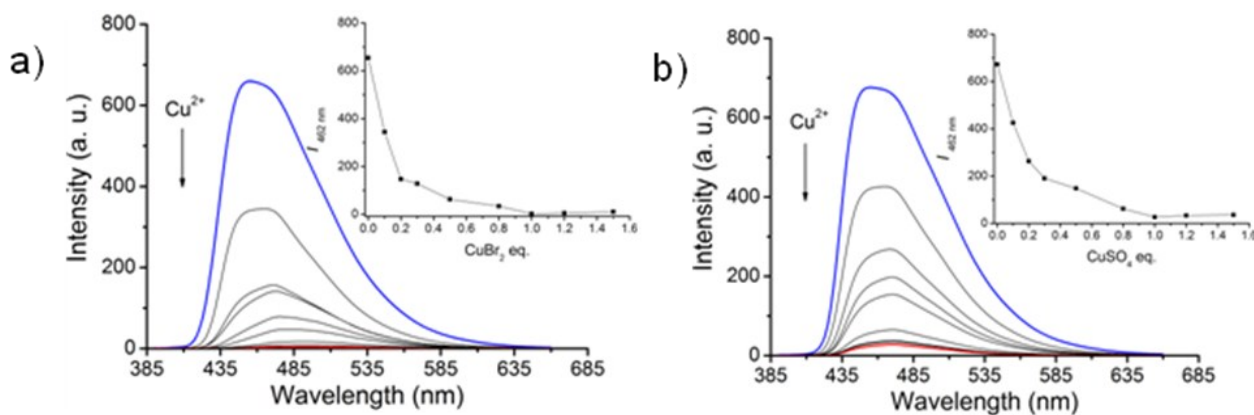 a)
Intensity (a. u.)
800
600
400
200
0
Cu²⁺
385 435 485 535 585 635 685
Wavelength (nm)
I 462 nm
800
600
400
200
0
0.0 0.2 0.4 0.6 0.8 1.0 1.2 1.4 1.6
CuBr₂ eq.
b)
Intensity (a. u.)
800
600
400
200
0
Cu²⁺
385 435 485 535 585 635 685
Wavelength (nm)
I 462 nm
800
600
400
200
0
0.0 0.2 0.4 0.6 0.8 1.0 1.2 1.4 1.6
CuSO₄ eq.